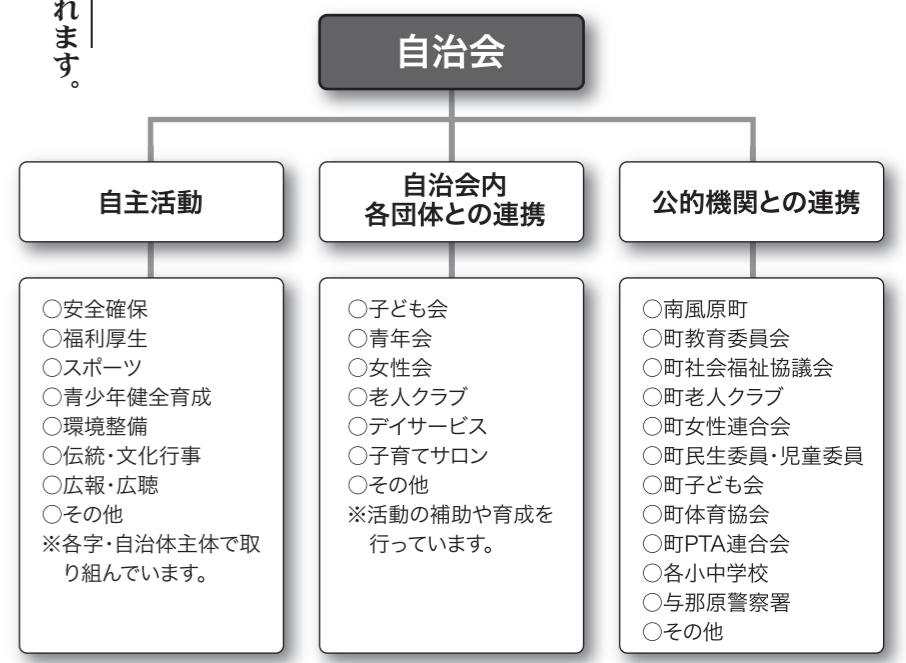 れます。
自治会
自主活動
○安全確保
○福利厚生
○スポーツ
○青少年健全育成
○環境整備
○伝統・文化行事
○広報・広聴
○その他
※各字・自治体主体で取
り組んでいます。
自治会内
各団体との連携
○子ども会
○青年会
○女性会
○老人クラブ
○デイサービス
○子育てサロン
○その他
※活動の補助や育成を
行っています。
公的機関との連携
○南風原町
○町教育委員会
○町社会福祉協議会
○町老人クラブ
○町女性連合会
○町民生委員・児童委員
○町子ども会
○町体育協会
○町PTA連合会
○各小中学校
○与那原警察署
○その他